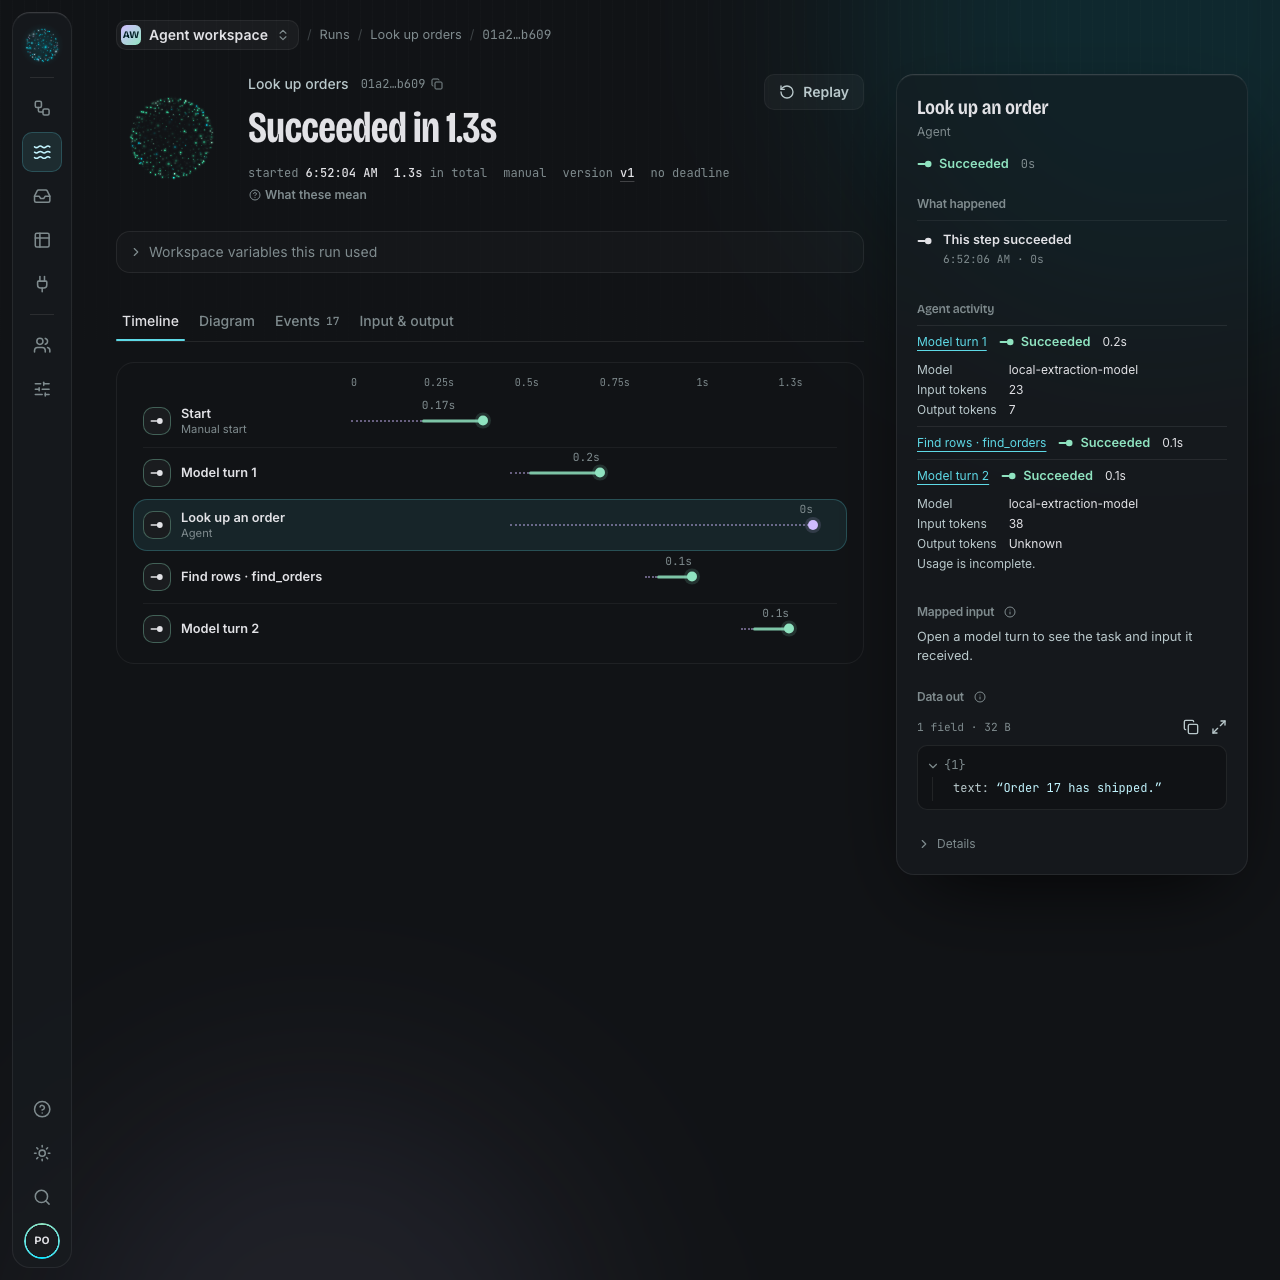 AW Agent workspace / Runs / Look up orders / 01a2…b609
Look up orders 01a2…b609
Replay
Succeeded in 1.3s
started 6:52:04 AM 1.3s in total manual version v1 no deadline
What these mean
Workspace variables this run used
Timeline Diagram Events 17 Input & output
0 0.25s 0.5s 0.75s 1s 1.3s
0.17s
Start
Manual start
0.2s
Model turn 1
0s
Look up an order
Agent
0.1s
Find rows · find_orders
0.1s
Model turn 2
Look up an order
Agent
Succeeded 0s
What happened
This step succeeded
6:52:06 AM · 0s
Agent activity
Model turn 1 Succeeded 0.2s
Model local-extraction-model
Input tokens 23
Output tokens 7
Find rows · find_orders Succeeded 0.1s
Model turn 2 Succeeded 0.1s
Model local-extraction-model
Input tokens 38
Output tokens Unknown
Usage is incomplete.
Mapped input
Open a model turn to see the task and input it
received.
Data out
1 field · 32 B
{1}
text: “Order 17 has shipped.”
Details
PO